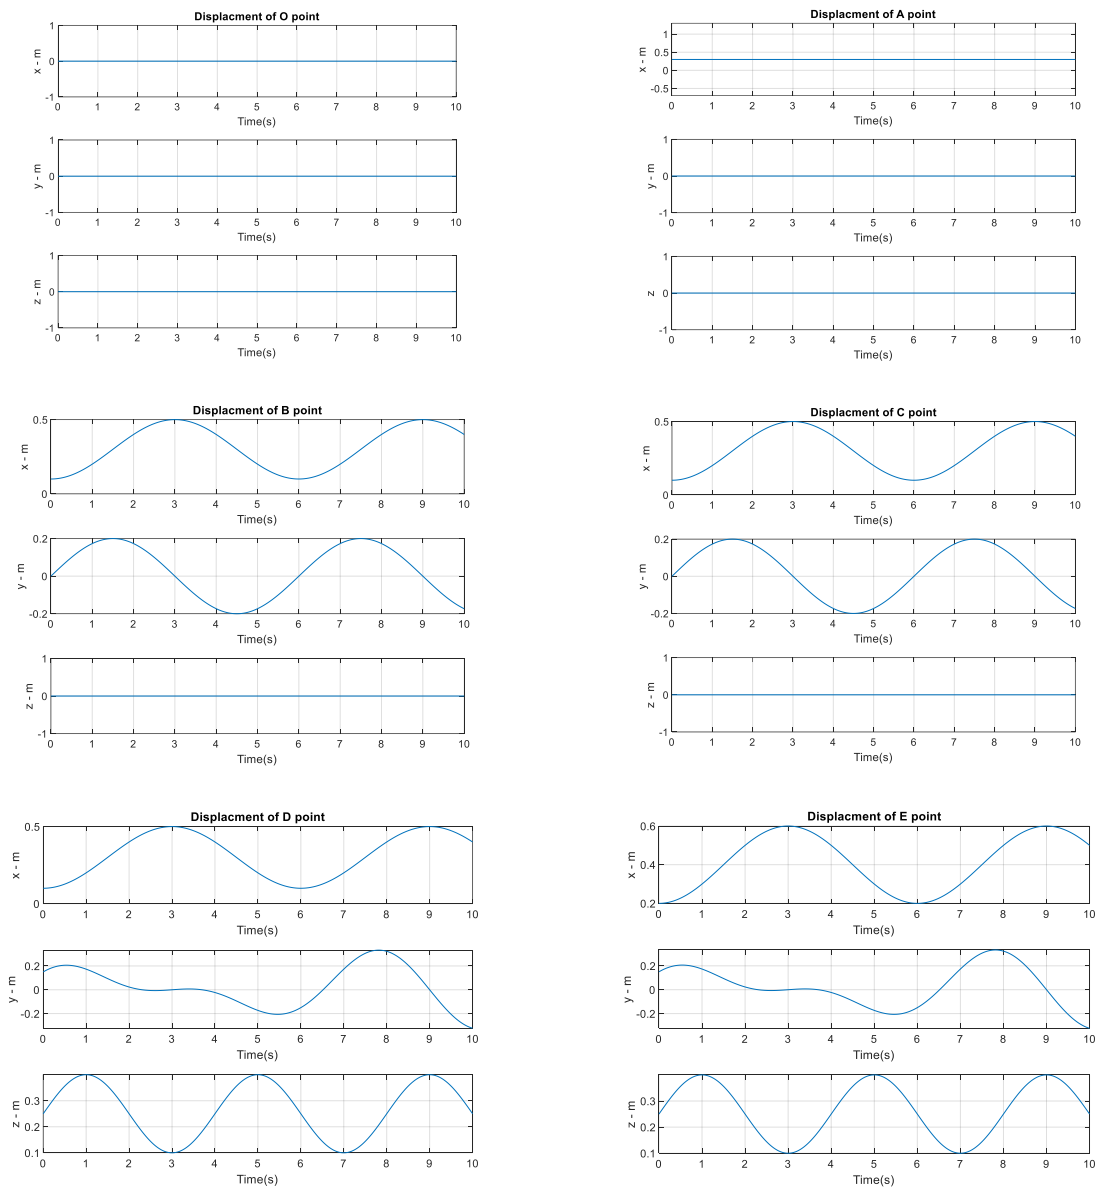 Displacment of O point
1
0
-1
x - m
0 1 2 3 4 5 6 7 8 9 10
Time(s)
1
0
-1
y - m
0 1 2 3 4 5 6 7 8 9 10
Time(s)
1
0
-1
z - m
0 1 2 3 4 5 6 7 8 9 10
Time(s)
Displacment of A point
1
0.5
0
-0.5
x - m
0 1 2 3 4 5 6 7 8 9 10
Time(s)
1
0
-1
y - m
0 1 2 3 4 5 6 7 8 9 10
Time(s)
1
0
-1
z
0 1 2 3 4 5 6 7 8 9 10
Time(s)
Displacment of B point
0.5
0
x - m
0 1 2 3 4 5 6 7 8 9 10
Time(s)
0.2
0
-0.2
y - m
0 1 2 3 4 5 6 7 8 9 10
Time(s)
1
0
-1
z - m
0 1 2 3 4 5 6 7 8 9 10
Time(s)
Displacment of C point
0.5
0
x - m
0 1 2 3 4 5 6 7 8 9 10
Time(s)
0.2
0
-0.2
y - m
0 1 2 3 4 5 6 7 8 9 10
Time(s)
1
0
-1
z - m
0 1 2 3 4 5 6 7 8 9 10
Time(s)
Displacment of D point
0.5
0
x - m
0 1 2 3 4 5 6 7 8 9 10
Time(s)
0.2
0
-0.2
y - m
0 1 2 3 4 5 6 7 8 9 10
Time(s)
0.3
0.2
0.1
z - m
0 1 2 3 4 5 6 7 8 9 10
Time(s)
Displacment of E point
0.6
0.4
0.2
x - m
0 1 2 3 4 5 6 7 8 9 10
Time(s)
0.2
0
-0.2
y - m
0 1 2 3 4 5 6 7 8 9 10
Time(s)
0.3
0.2
0.1
z - m
0 1 2 3 4 5 6 7 8 9 10
Time(s)